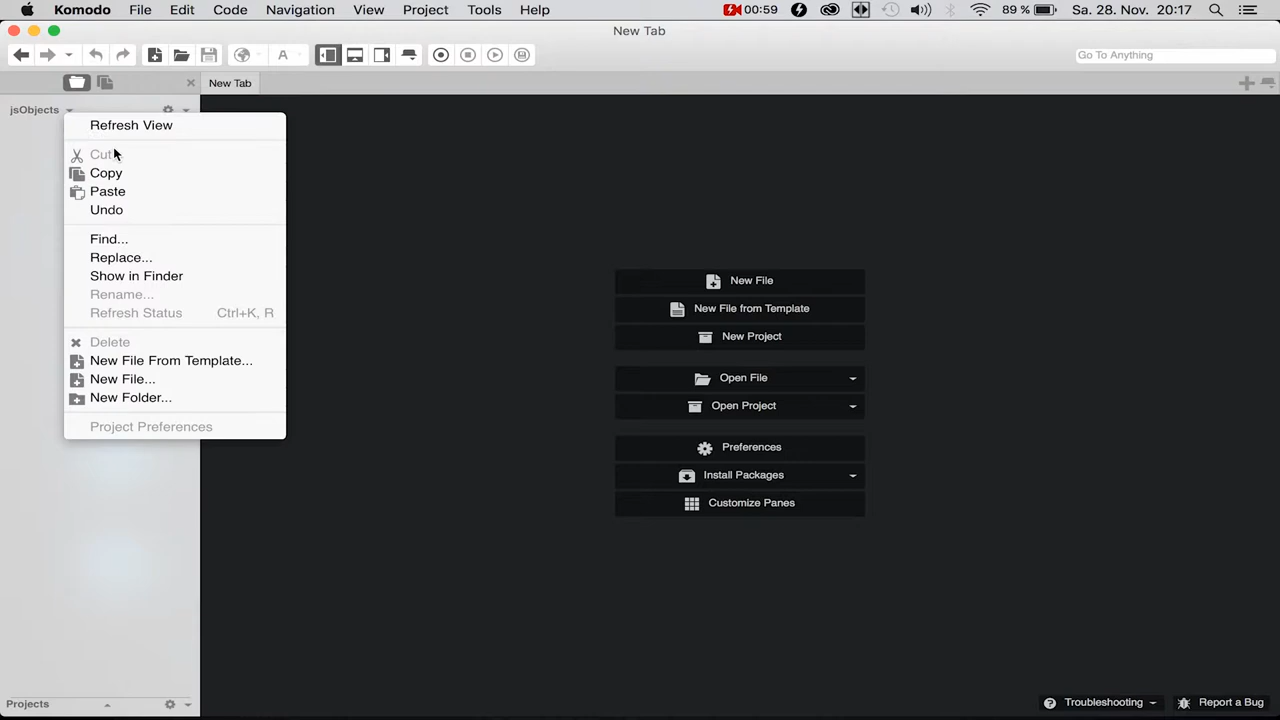 Komodo File Edit Code Navigation View Project Tools Help 00:59 89 % Sa. 28. Nov. 20:17
New Tab
A Go To Anything
New Tab
jsObjects
Refresh View
Cut
Copy
Paste
Undo
Find...
Replace...
Show in Finder
Rename...
Refresh Status Ctrl+K, R
Delete
New File From Template...
New File...
New Folder...
Project Preferences
New File
New File from Template
New Project
Open File
Open Project
Preferences
Install Packages
Customize Panes
Projects
Troubleshooting Report a Bug